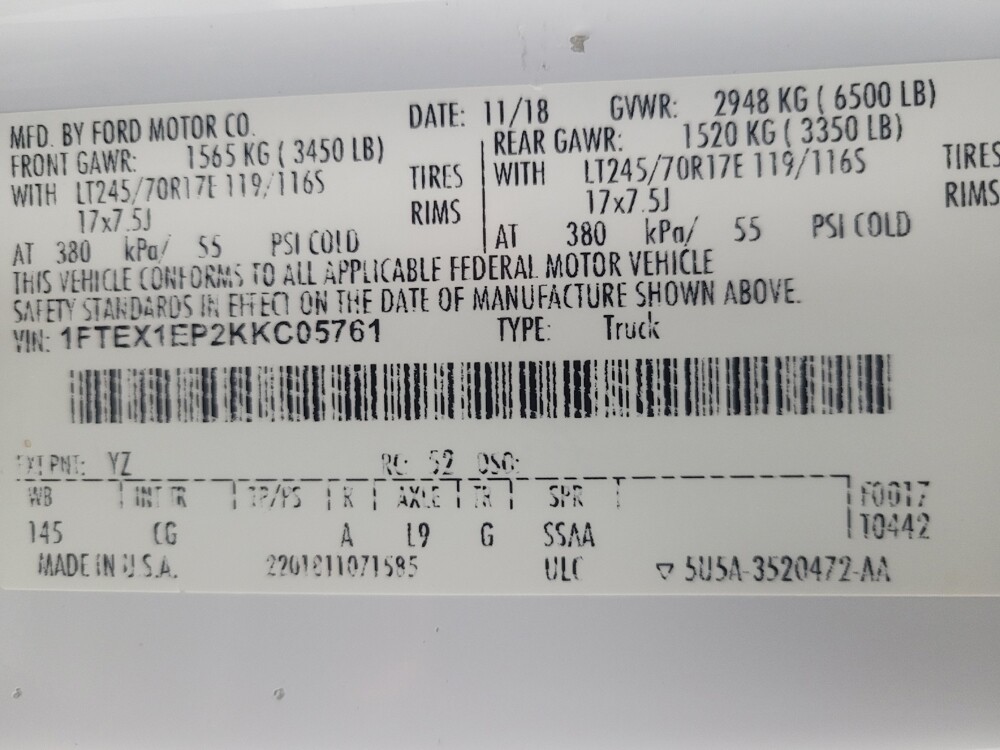 MFD. BY FORD MOTOR CO. DATE: 11/18 GVWR: 2948 KG ( 6500 LB)
FRONT GAWR: 1565 KG ( 3450 LB) REAR GAWR: 1520 KG ( 3350 LB)
WITH LT245/70R17E 119/116S TIRES WITH LT245/70R17E 119/116S TIRES
17x7.5J RIMS 17x7.5J RIMS
AT 380 kPa/ 55 PSI COLD AT 380 kPa/ 55 PSI COLD
THIS VEHICLE CONFORMS TO ALL APPLICABLE FEDERAL MOTOR VEHICLE
SAFETY STANDARDS IN EFFECT ON THE DATE OF MANUFACTURE SHOWN ABOVE.
VIN: 1FTEX1EP2KKC05761 TYPE: Truck
EXT PNT: YZ RC: 52 DSO:
WB INT TR TP/PS R AXLE TR SPR F0017
145 CG A L9 G SSAA T0442
MADE IN U.S.A. 2201811071585 ULC ▽ 5U5A-3520472-AA